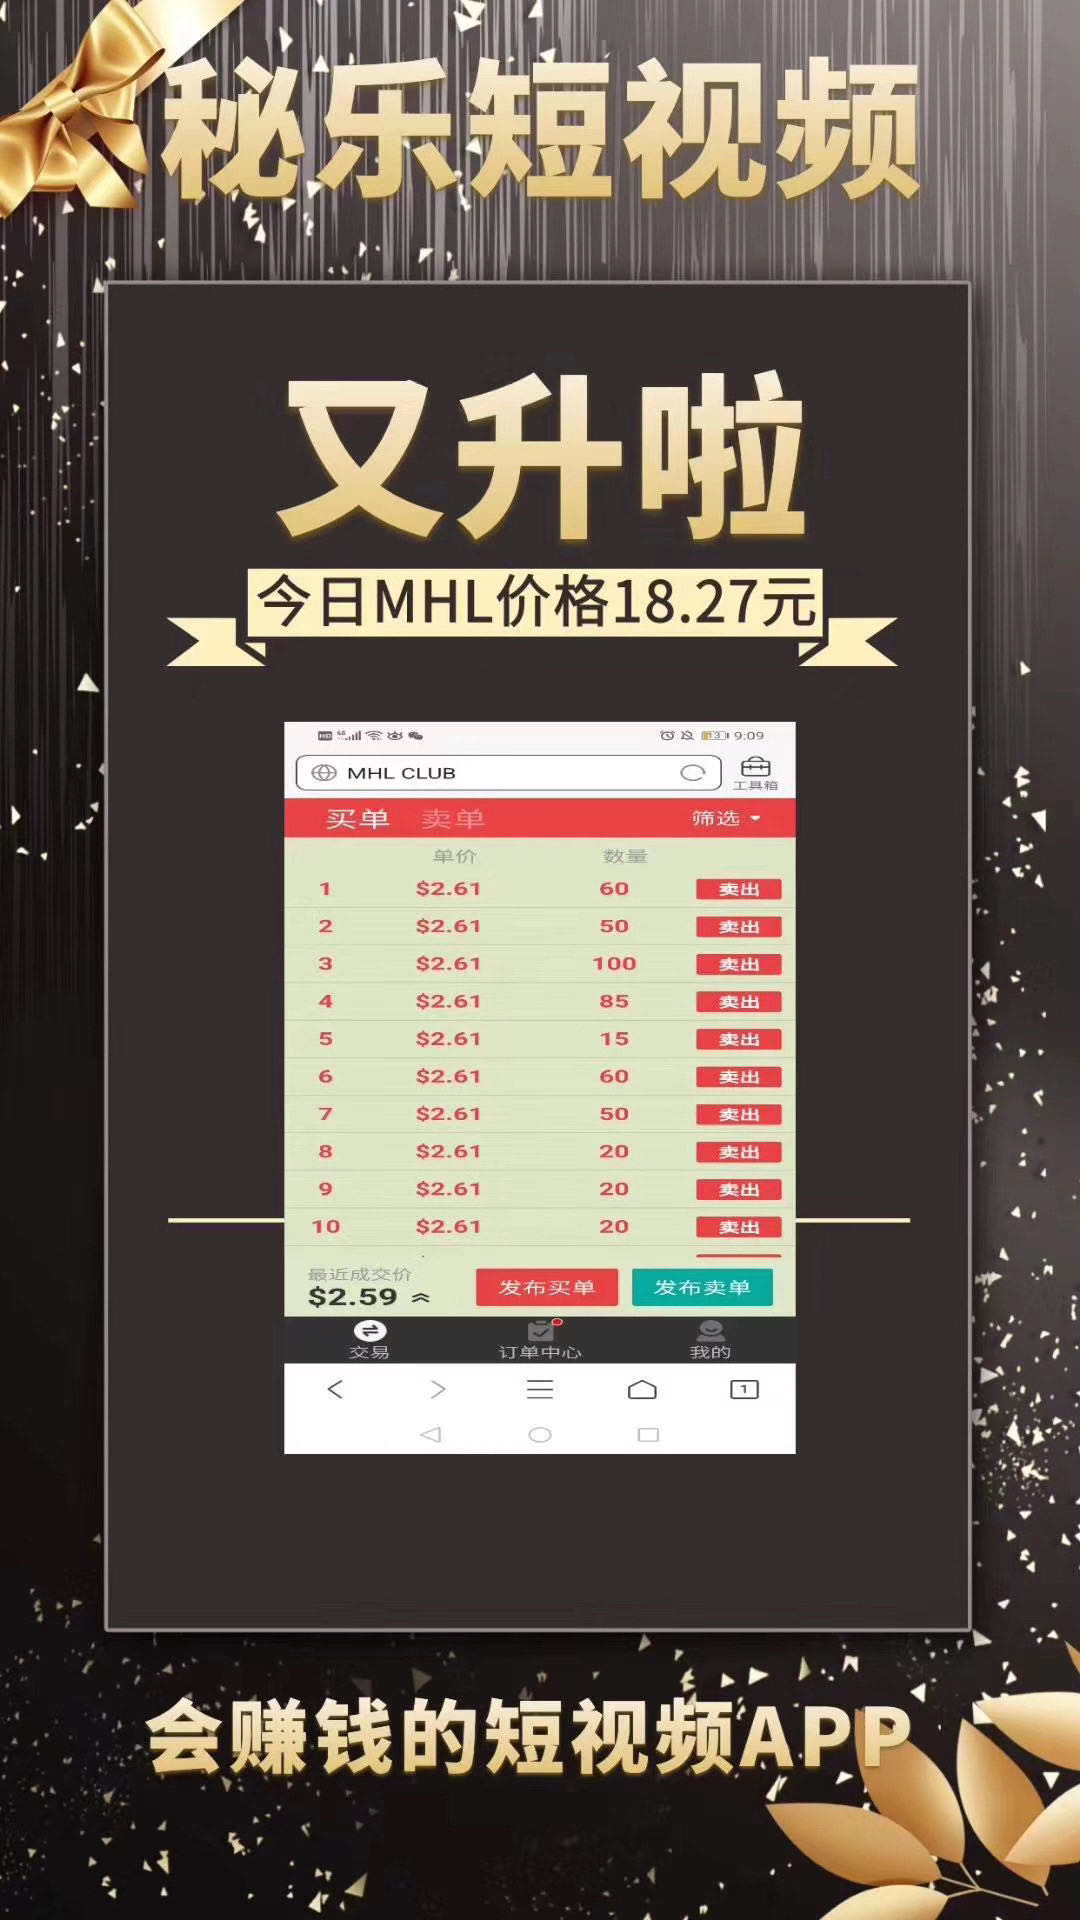 秘乐短视频
又升啦
今日MHL价格18.27元
HD 4G 13 9:09
MHL CLUB
工具箱
买单 卖单 筛选
单价 数量
1 $2.61 60 卖出
2 $2.61 50 卖出
3 $2.61 100 卖出
4 $2.61 85 卖出
5 $2.61 15 卖出
6 $2.61 60 卖出
7 $2.61 50 卖出
8 $2.61 20 卖出
9 $2.61 20 卖出
10 $2.61 20 卖出
最近成交价
$2.59 发布买单 发布卖单
交易 订单中心 我的
1
会赚钱的短视频APP